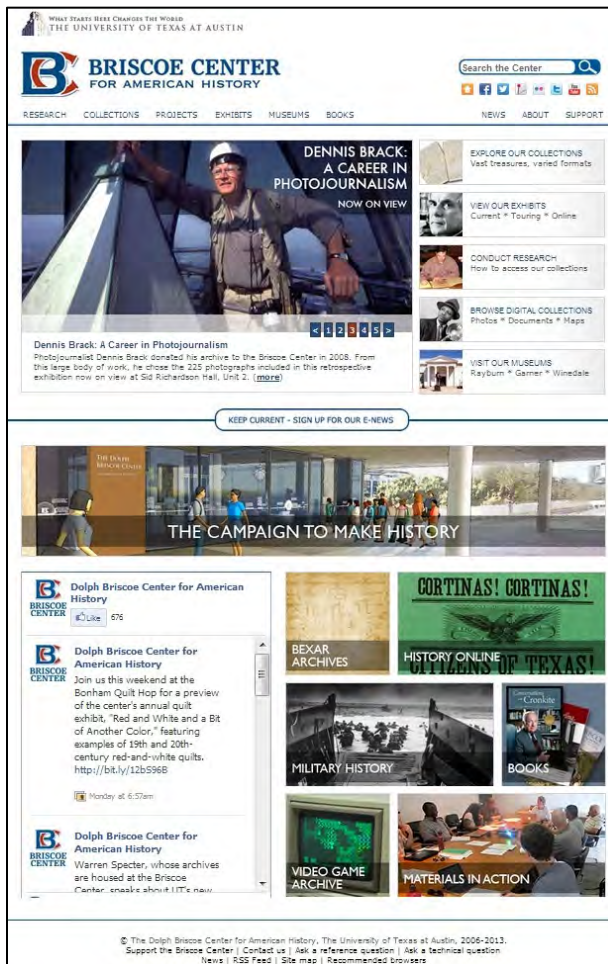 WHAT STARTS HERE CHANGES THE WORLD
THE UNIVERSITY OF TEXAS AT AUSTIN
BRISCOE CENTER
FOR AMERICAN HISTORY
Search the Center
RESEARCH COLLECTIONS PROJECTS EXHIBITS MUSEUMS BOOKS NEWS ABOUT SUPPORT
DENNIS BRACK:
A CAREER IN
PHOTOJOURNALISM
NOW ON VIEW
< 1 2 3 4 5 >
Dennis Brack: A Career in Photojournalism
Photojournalist Dennis Brack donated his archive to the Briscoe Center in 2008. From
this large body of work, he chose the 225 photographs included in this retrospective
exhibition now on view at Sid Richardson Hall, Unit 2. (more)
EXPLORE OUR COLLECTIONS
Vast treasures, varied formats
VIEW OUR EXHIBITS
Current * Touring * Online
CONDUCT RESEARCH
How to access our collections
BROWSE DIGITAL COLLECTIONS
Photos * Documents * Maps
VISIT OUR MUSEUMS
Rayburn * Garner * Winedale
KEEP CURRENT - SIGN UP FOR OUR E-NEWS
THE DOLPH
BRISCOE CENTER
THE CAMPAIGN TO MAKE HISTORY
BRISCOE
CENTER
Dolph Briscoe Center for American
History
Like 676
BRISCOE
CENTER
Dolph Briscoe Center for
American History
Join us this weekend at the
Bonham Quilt Hop for a preview
of the center's annual quilt
exhibit, "Red and White and a Bit
of Another Color," featuring
examples of 19th and 20th-
century red-and-white quilts.
http://bit.ly/12bS96B
Monday at 6:57am
BRISCOE
CENTER
Dolph Briscoe Center for
American History
Warren Specter, whose archives
are housed at the Briscoe
Center, speaks about UT's new
BEXAR
ARCHIVES
CORTINAS! CORTINAS!
HISTORY ONLINE
CITIZENS OF TEXAS!
MILITARY HISTORY
Cronkite
BOOKS
VIDEO GAME
ARCHIVE
MATERIALS IN ACTION
© The Dolph Briscoe Center for American History, The University of Texas at Austin, 2006-2013.
Support the Briscoe Center | Contact us | Ask a reference question | Ask a technical question
News | RSS Feed | Site map | Recommended browsers